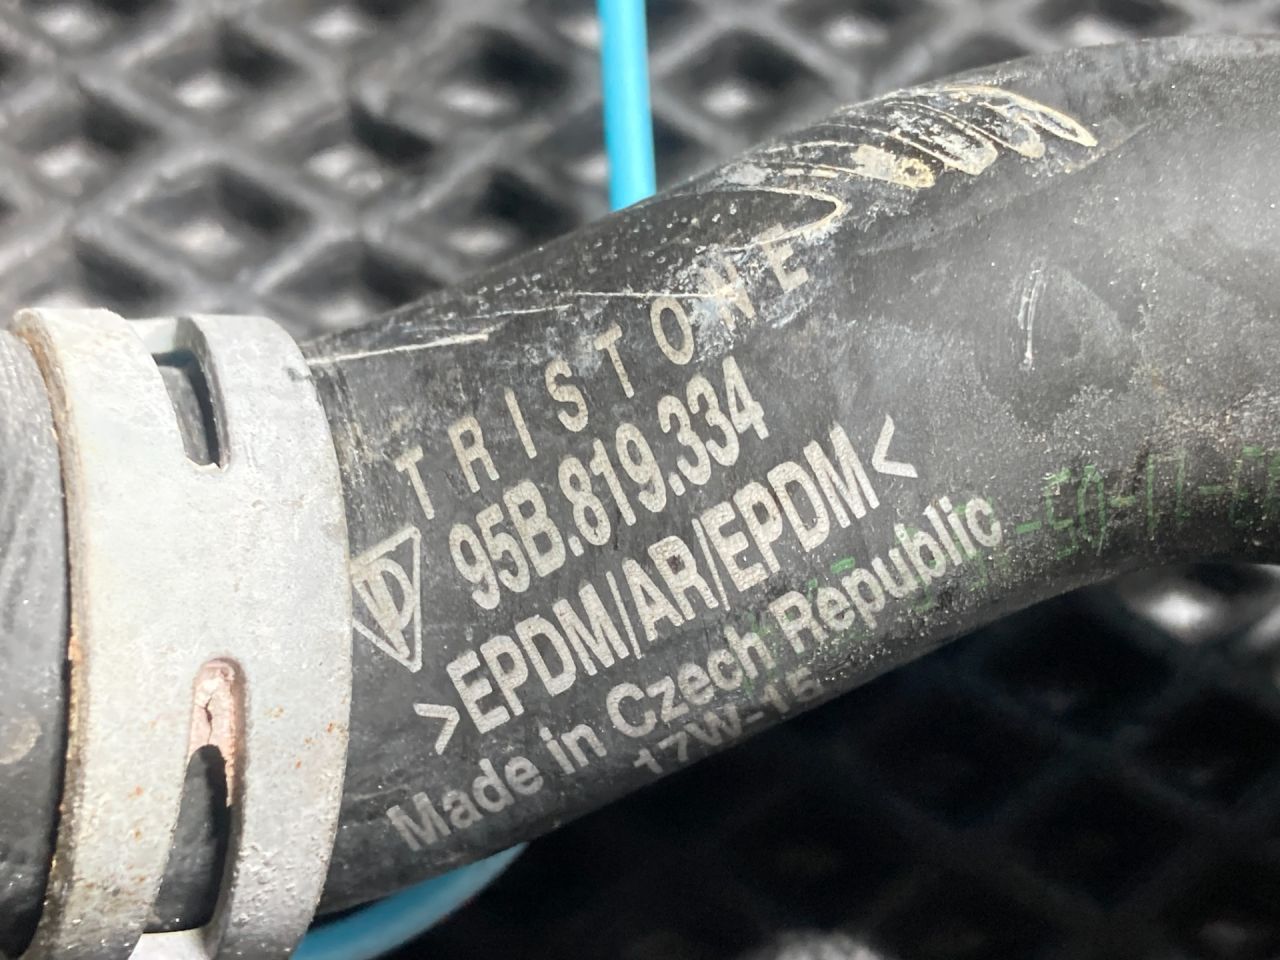 TRISTONE
95B.819.334
>EPDM/AR/EPDM<
Made in Czech Republic
17W-15